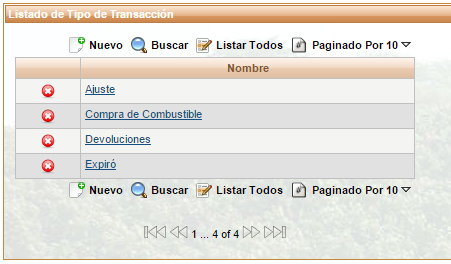 Listado de Tipo de Transacción
Nuevo Buscar Listar Todos # Paginado Por 10
Nombre
Ajuste
Compra de Combustible
Devoluciones
Expiró
Nuevo Buscar Listar Todos # Paginado Por 10
1 ... 4 of 4